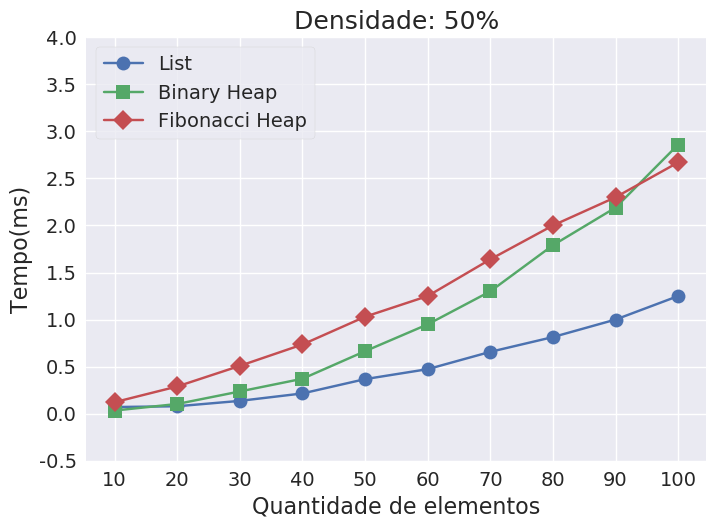 Densidade: 50%
List
Binary Heap
Fibonacci Heap
Tempo(ms)
4.0
3.5
3.0
2.5
2.0
1.5
1.0
0.5
0.0
-0.5
10 20 30 40 50 60 70 80 90 100
Quantidade de elementos